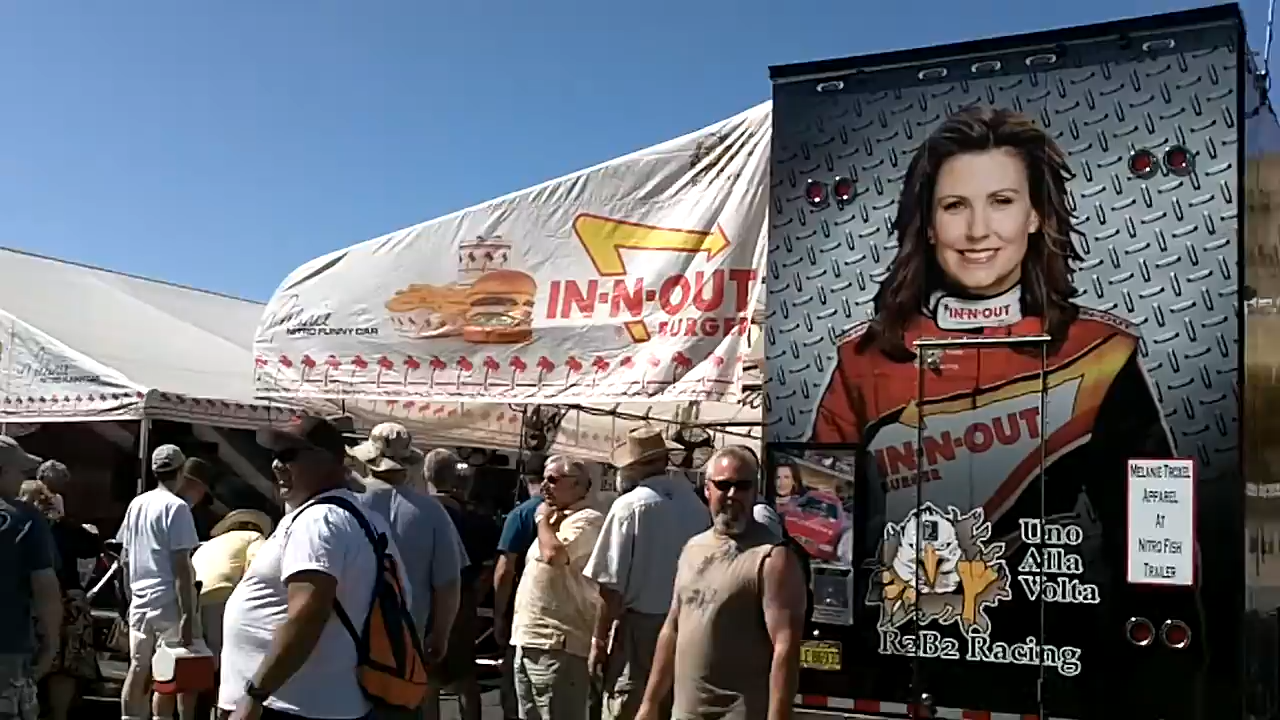 NITRO FUNNY CAR
IN-N-OUT
BURGER
IN-N-OUT
IN-N-OUT
BURGER
MELANIE TROXEL
APPAREL
AT
NITRO FISH
TRAILER
Uno
Alla
Volta
R2B2 Racing